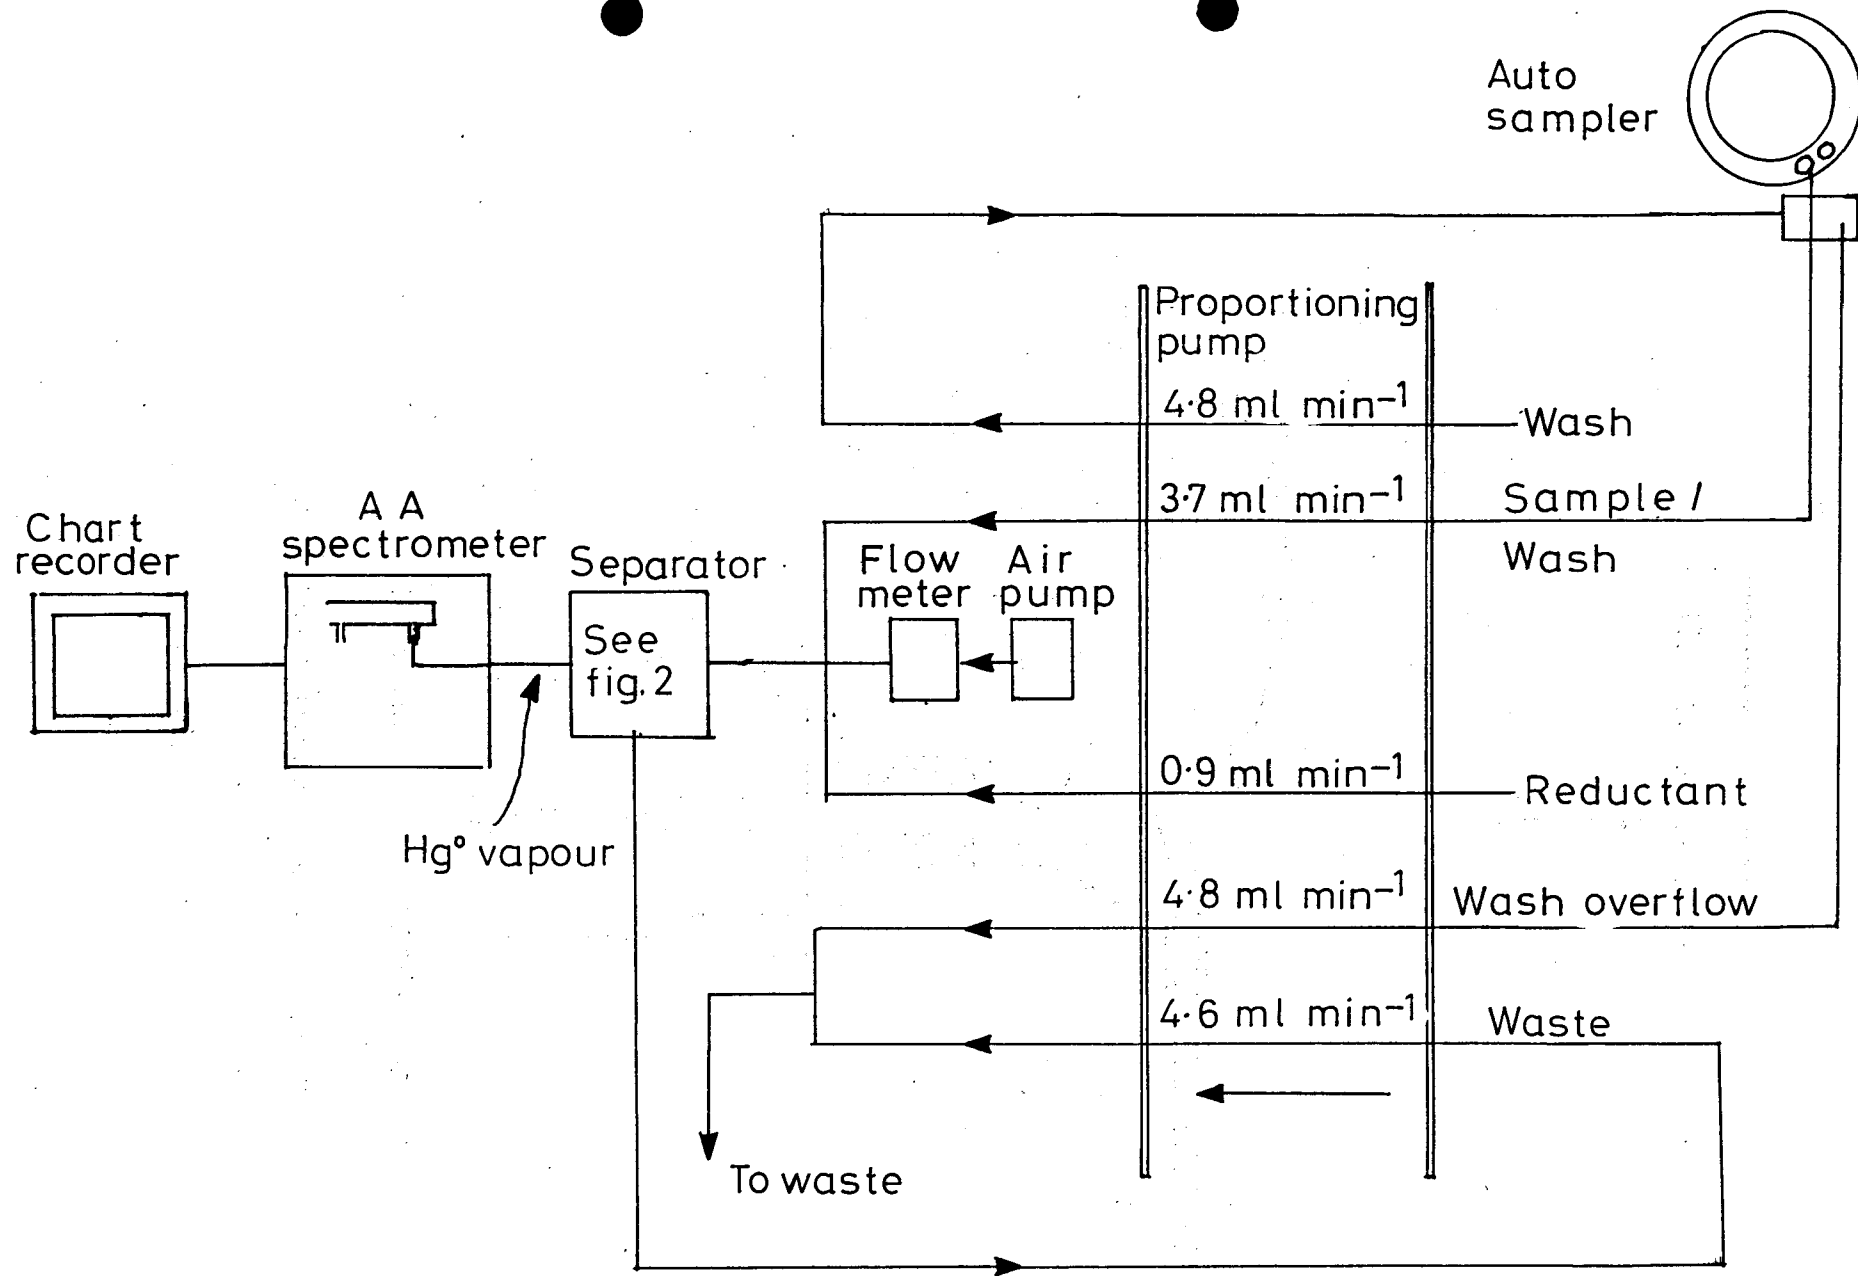 Auto
sampler
Proportioning
pump
4·8 ml min⁻¹
Wash
3·7 ml min⁻¹
Sample /
Wash
A A
spectrometer
Chart
recorder
Separator
Flow
meter
Air
pump
See
fig. 2
0·9 ml min⁻¹
Reductant
Hg° vapour
4·8 ml min⁻¹
Wash overflow
4·6 ml min⁻¹
Waste
To waste